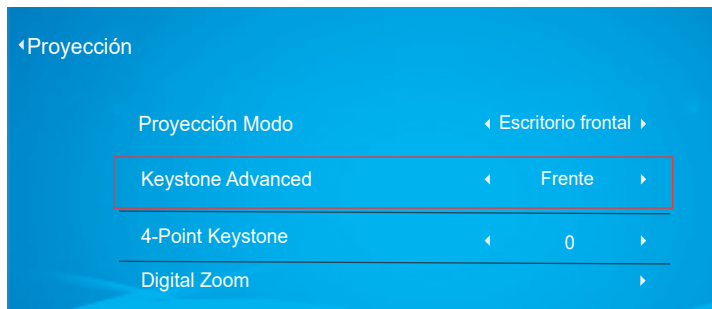 Proyección
Proyección Modo Escritorio frontal
Keystone Advanced Frente
4-Point Keystone 0
Digital Zoom